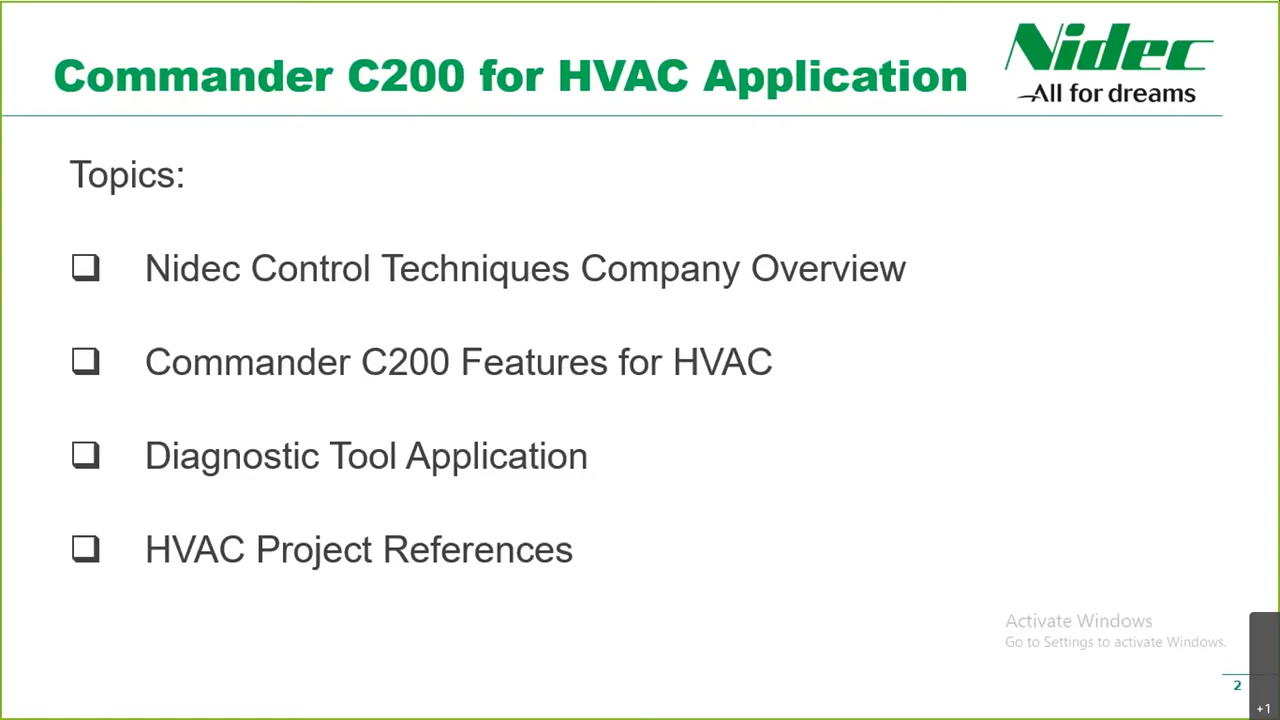 Commander C200 for HVAC Application
Nidec
All for dreams
Topics:
Nidec Control Techniques Company Overview
Commander C200 Features for HVAC
Diagnostic Tool Application
HVAC Project References
Activate Windows
Go to Settings to activate Windows.
2
+1